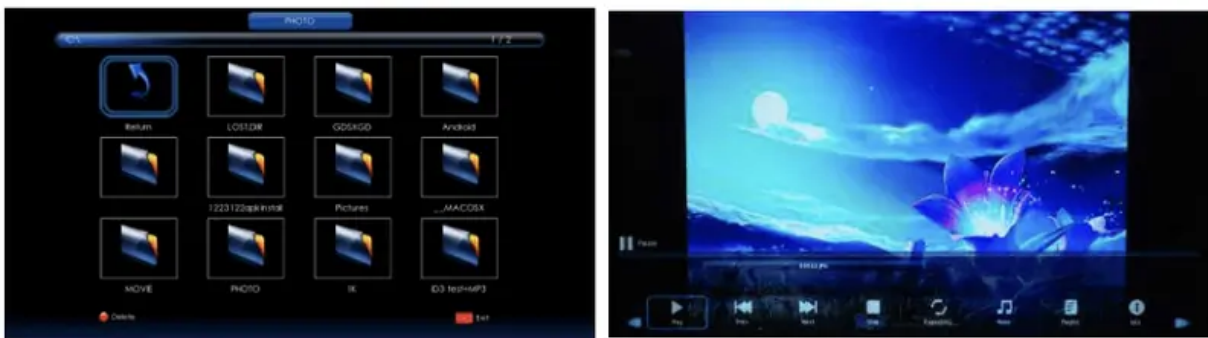 PHOTO
C:\
1 / 2
Return
LOST.DIR
GDSXGD
Android
1223122apkinstall
Pictures
__MACOSX
MOVIE
PHOTO
1K
ID3 test+MP3
Delete
Exit
Pause
Play
Prev
Next
Stop
Music
Playlist
Info